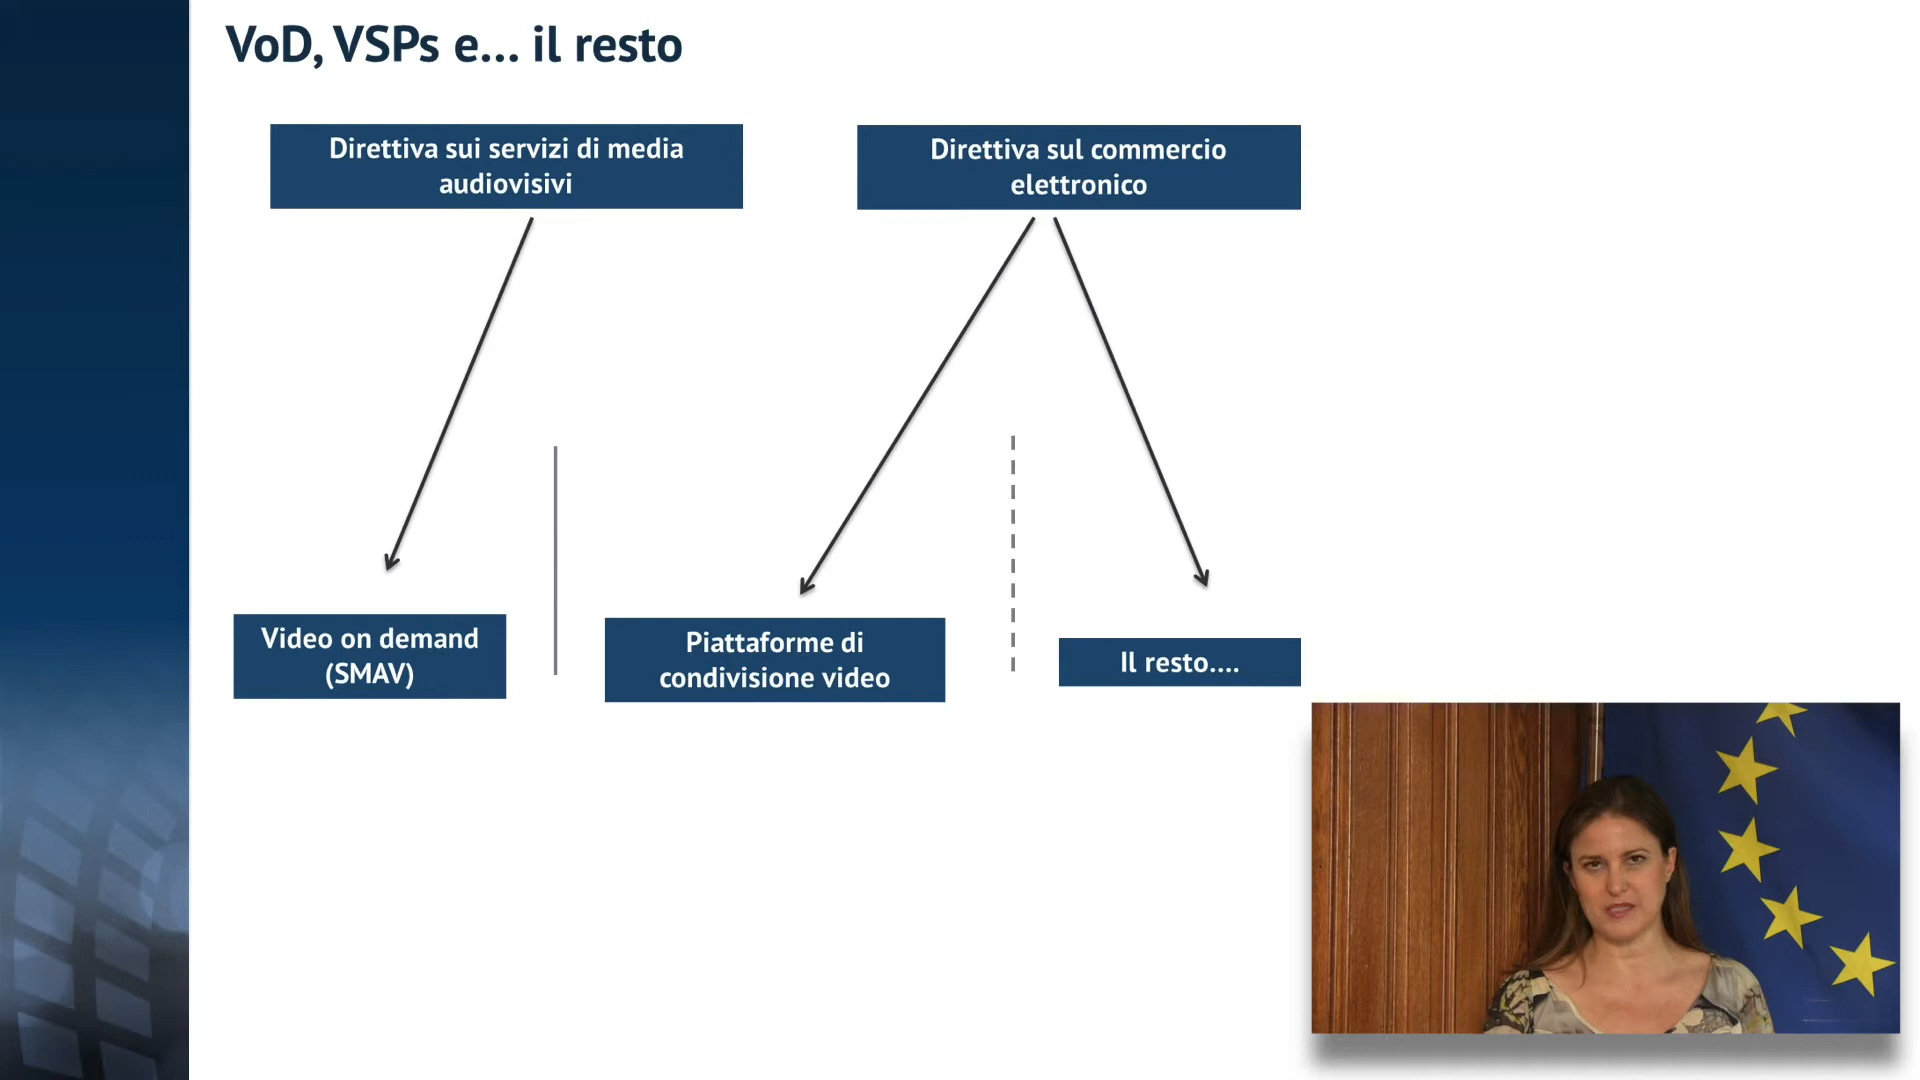 VoD, VSPs e... il resto
Direttiva sui servizi di media
audiovisivi
Direttiva sul commercio
elettronico
Video on demand
(SMAV)
Piattaforme di
condivisione video
Il resto....